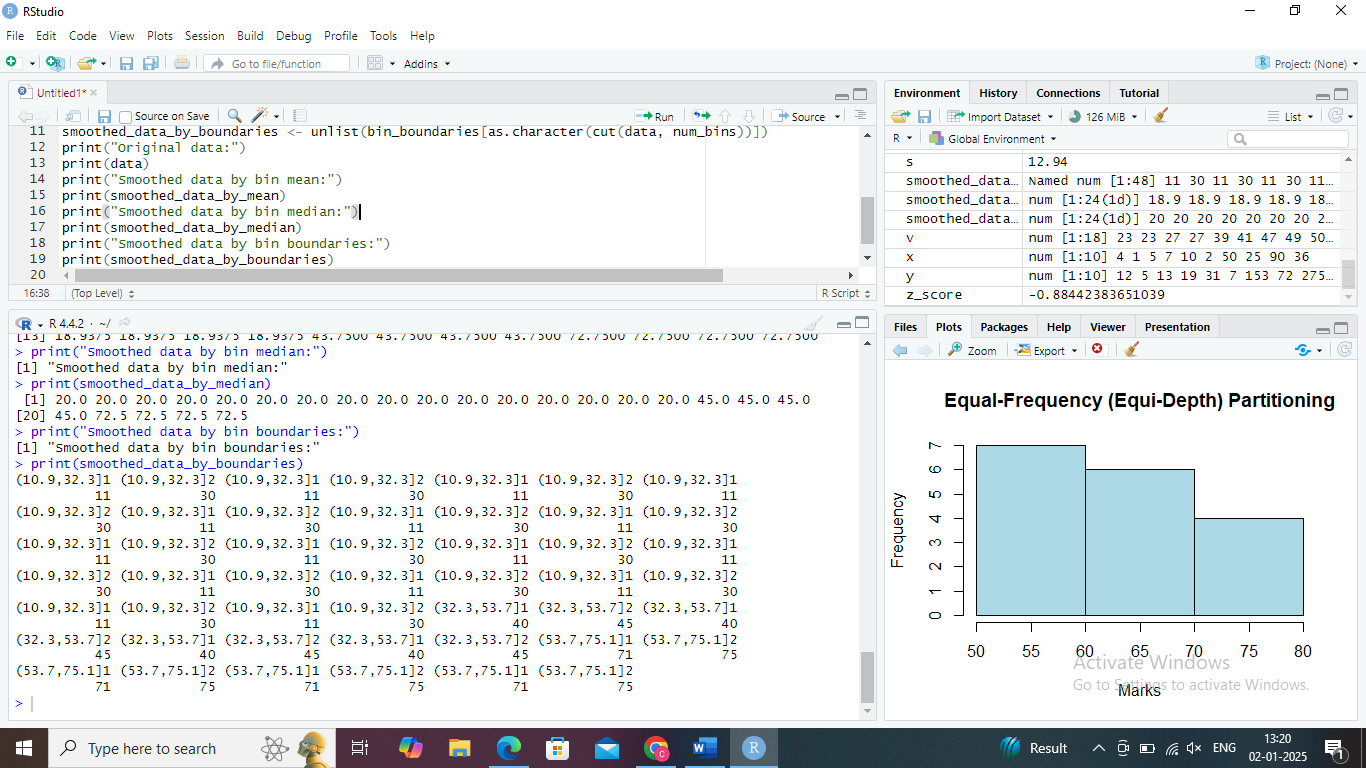 RStudio
File Edit Code View Plots Session Build Debug Profile Tools Help
Go to file/function Addins Project: (None)
Untitled1*
Source on Save Run Source
11 smoothed_data_by_boundaries <- unlist(bin_boundaries[as.character(cut(data, num_bins))])
12 print("Original data:")
13 print(data)
14 print("Smoothed data by bin mean:")
15 print(smoothed_data_by_mean)
16 print("Smoothed data by bin median:")
17 print(smoothed_data_by_median)
18 print("Smoothed data by bin boundaries:")
19 print(smoothed_data_by_boundaries)
20
16:38 (Top Level) R Script
R 4.4.2 · ~/
[13] 18.9375 18.9375 18.9375 18.9375 43.7500 43.7500 43.7500 43.7500 72.7500 72.7500 72.7500 72.7500
> print("Smoothed data by bin median:")
[1] "Smoothed data by bin median:"
> print(smoothed_data_by_median)
[1] 20.0 20.0 20.0 20.0 20.0 20.0 20.0 20.0 20.0 20.0 20.0 20.0 20.0 20.0 20.0 20.0 45.0 45.0 45.0
[20] 45.0 72.5 72.5 72.5 72.5
> print("Smoothed data by bin boundaries:")
[1] "Smoothed data by bin boundaries:"
> print(smoothed_data_by_boundaries)
(10.9,32.3]1 (10.9,32.3]2 (10.9,32.3]1 (10.9,32.3]2 (10.9,32.3]1 (10.9,32.3]2 (10.9,32.3]1
11 30 11 30 11 30 11
(10.9,32.3]2 (10.9,32.3]1 (10.9,32.3]2 (10.9,32.3]1 (10.9,32.3]2 (10.9,32.3]1 (10.9,32.3]2
30 11 30 11 30 11 30
(10.9,32.3]1 (10.9,32.3]2 (10.9,32.3]1 (10.9,32.3]2 (10.9,32.3]1 (10.9,32.3]2 (10.9,32.3]1
11 30 11 30 11 30 11
(10.9,32.3]2 (10.9,32.3]1 (10.9,32.3]2 (10.9,32.3]1 (10.9,32.3]2 (10.9,32.3]1 (10.9,32.3]2
30 11 30 11 30 11 30
(10.9,32.3]1 (10.9,32.3]2 (10.9,32.3]1 (10.9,32.3]2 (32.3,53.7]1 (32.3,53.7]2 (32.3,53.7]1
11 30 11 30 40 45 40
(32.3,53.7]2 (32.3,53.7]1 (32.3,53.7]2 (32.3,53.7]1 (32.3,53.7]2 (53.7,75.1]1 (53.7,75.1]2
45 40 45 40 45 71 75
(53.7,75.1]1 (53.7,75.1]2 (53.7,75.1]1 (53.7,75.1]2 (53.7,75.1]1 (53.7,75.1]2
71 75 71 75 71 75
>
Environment History Connections Tutorial
Import Dataset 126 MiB List
R Global Environment
s 12.94
smoothed_data… Named num [1:48] 11 30 11 30 11 30 11…
smoothed_data… num [1:24(1d)] 18.9 18.9 18.9 18.9 18…
smoothed_data… num [1:24(1d)] 20 20 20 20 20 20 20 2…
v num [1:18] 23 23 27 27 39 41 47 49 50…
x num [1:10] 4 1 5 7 10 2 50 25 90 36
y num [1:10] 12 5 13 19 31 7 153 72 275…
z_score -0.88442383651039
Files Plots Packages Help Viewer Presentation
Zoom Export
Equal-Frequency (Equi-Depth) Partitioning
Frequency
7
6
5
4
3
2
1
0
50 55 60 65 70 75 80
Marks
Activate Windows
Go to Settings to activate Windows.
Type here to search
Result ENG 13:20
02-01-2025
1